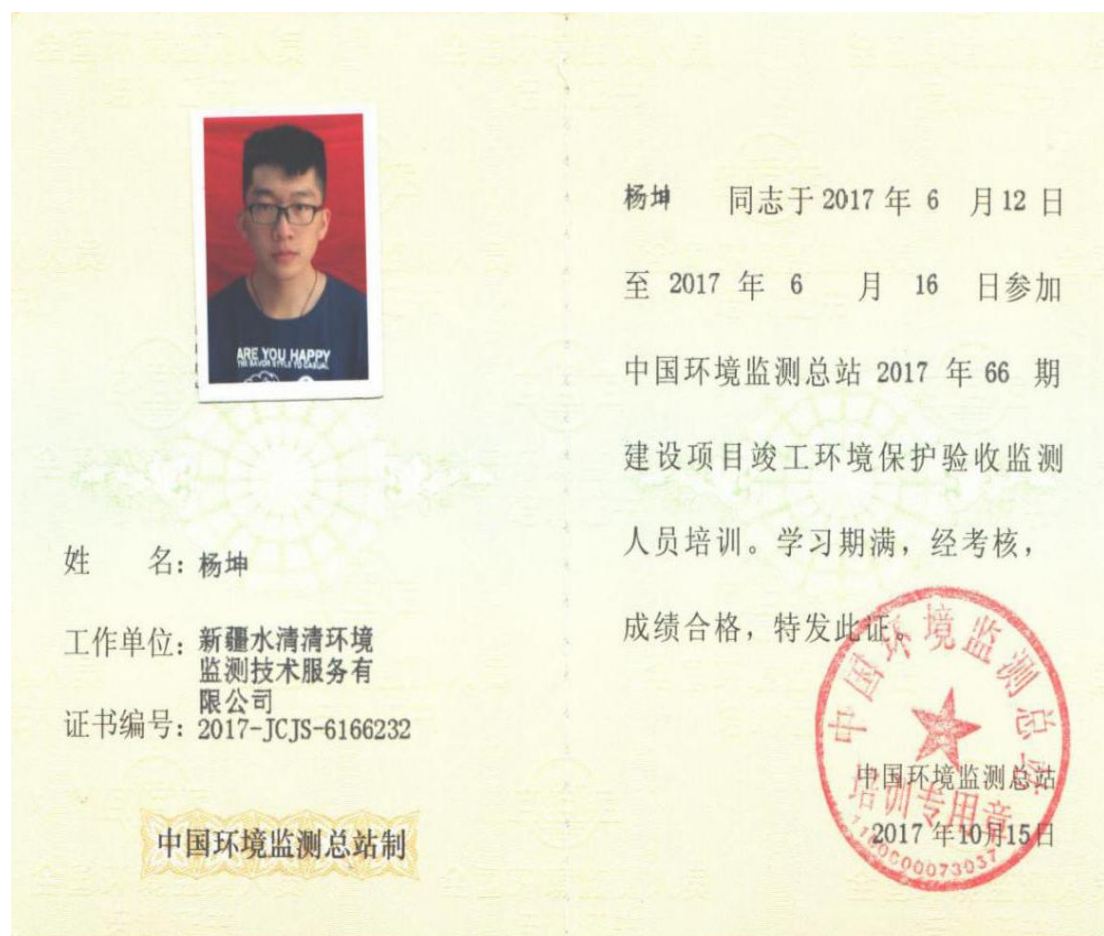 ARE YOU HAPPY
姓 名：杨坤
工作单位：新疆水清清环境
监测技术服务有
限公司
证书编号：2017-JCJS-6166232
中国环境监测总站制
杨坤 同志于 2017 年 6 月 12 日
至 2017 年 6 月 16 日参加
中国环境监测总站 2017 年 66 期
建设项目竣工环境保护验收监测
人员培训。学习期满，经考核，
成绩合格，特发此证。
中国环境监测总站
培训专用章
中国环境监测总站
2017 年 10 月 15 日